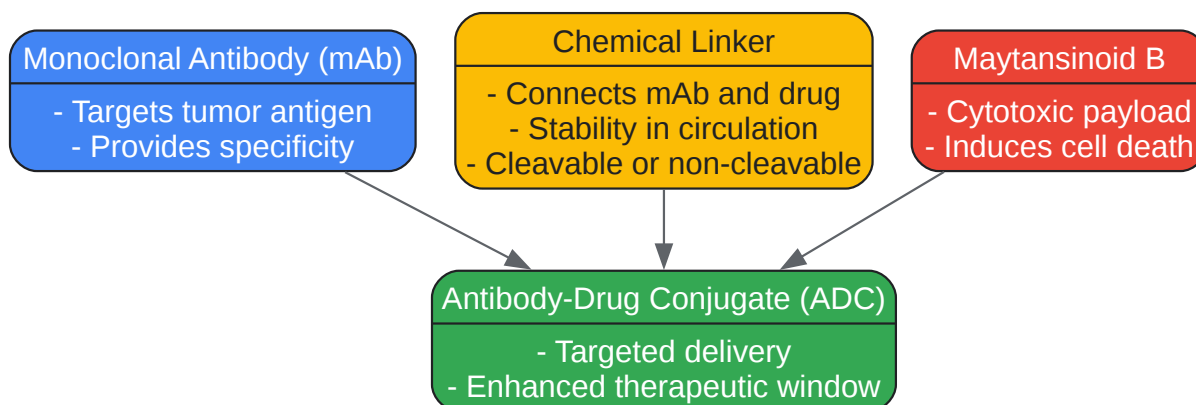 Monoclonal Antibody (mAb)
- Targets tumor antigen
- Provides specificity
Chemical Linker
- Connects mAb and drug
- Stability in circulation
- Cleavable or non-cleavable
Maytansinoid B
- Cytotoxic payload
- Induces cell death
Antibody-Drug Conjugate (ADC)
- Targeted delivery
- Enhanced therapeutic window